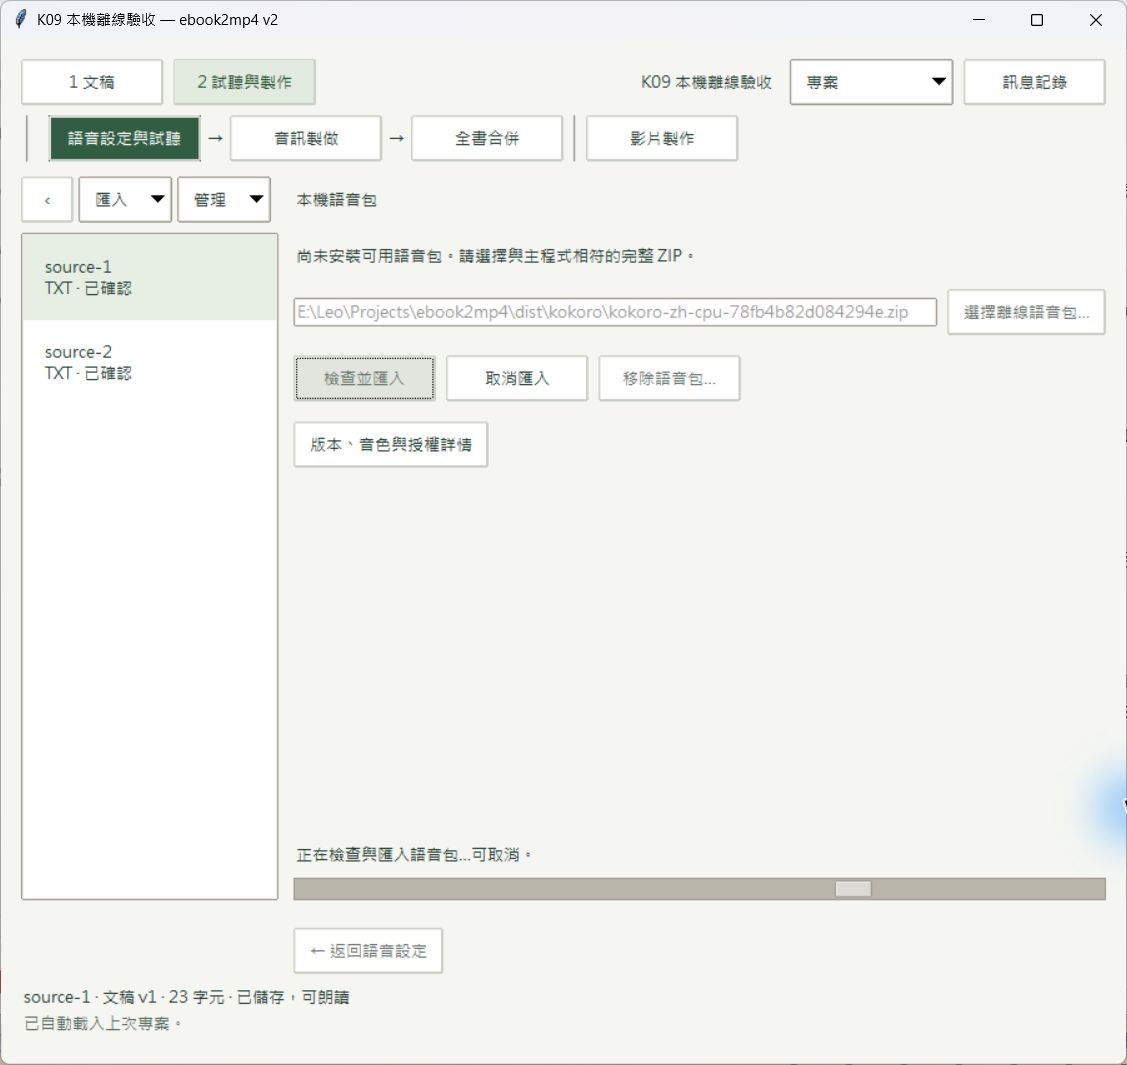 K09 本機離線驗收 — ebook2mp4 v2
1 文稿
2 試聽與製作
K09 本機離線驗收
專案
訊息記錄
語音設定與試聽
→
音訊製做
→
全書合併
影片製作
‹
匯入
管理
本機語音包
source-1
TXT · 已確認
source-2
TXT · 已確認
尚未安裝可用語音包。請選擇與主程式相符的完整 ZIP。
E:\Leo\Projects\ebook2mp4\dist\kokoro\kokoro-zh-cpu-78fb4b82d084294e.zip
選擇離線語音包...
檢查並匯入
取消匯入
移除語音包...
版本、音色與授權詳情
正在檢查與匯入語音包...可取消。
← 返回語音設定
source-1 · 文稿 v1 · 23 字元 · 已儲存，可朗讀
已自動載入上次專案。